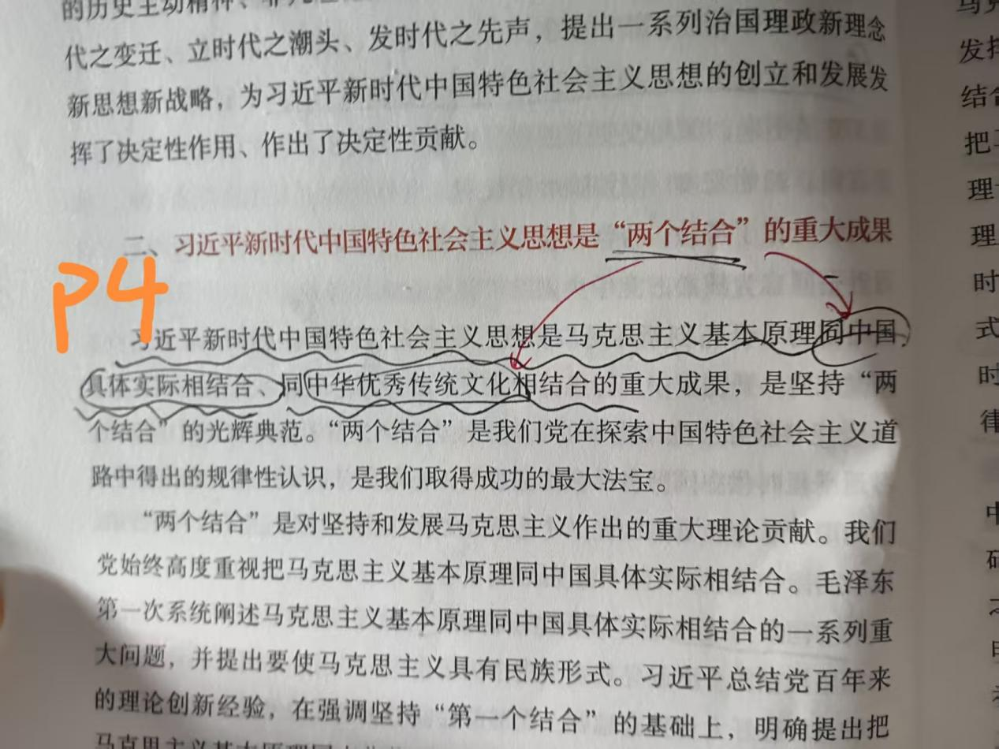 的历史主动精神、非凡
代之变迁、立时代之潮头、发时代之先声，提出一系列治国理政新理念
新思想新战略，为习近平新时代中国特色社会主义思想的创立和发展发
挥了决定性作用、作出了决定性贡献。
二、习近平新时代中国特色社会主义思想是“两个结合”的重大成果
P4
习近平新时代中国特色社会主义思想是马克思主义基本原理同中国
具体实际相结合、同中华优秀传统文化相结合的重大成果，是坚持“两
个结合”的光辉典范。“两个结合”是我们党在探索中国特色社会主义道
路中得出的规律性认识，是我们取得成功的最大法宝。
“两个结合”是对坚持和发展马克思主义作出的重大理论贡献。我们
党始终高度重视把马克思主义基本原理同中国具体实际相结合。毛泽东
第一次系统阐述马克思主义基本原理同中国具体实际相结合的一系列重
大问题，并提出要使马克思主义具有民族形式。习近平总结党百年来
的理论创新经验，在强调坚持“第一个结合”的基础上，明确提出把
马克思主义基本原理同
马克
发挥
结合
把
理
理
时
式
时
律
中